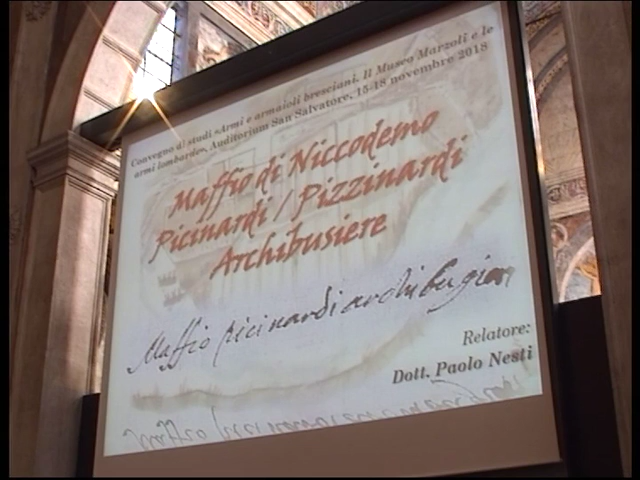 Convegno di studi «Armi e armaioli bresciani. Il Museo Marzoli e le
armi lombarde», Auditorium San Salvatore, 15-18 novembre 2018
Maffio di Niccodemo
Picinardi / Pizzinardi
Archibusiere
Maffio picinardi archibugier
Relatore:
Dott. Paolo Nesti